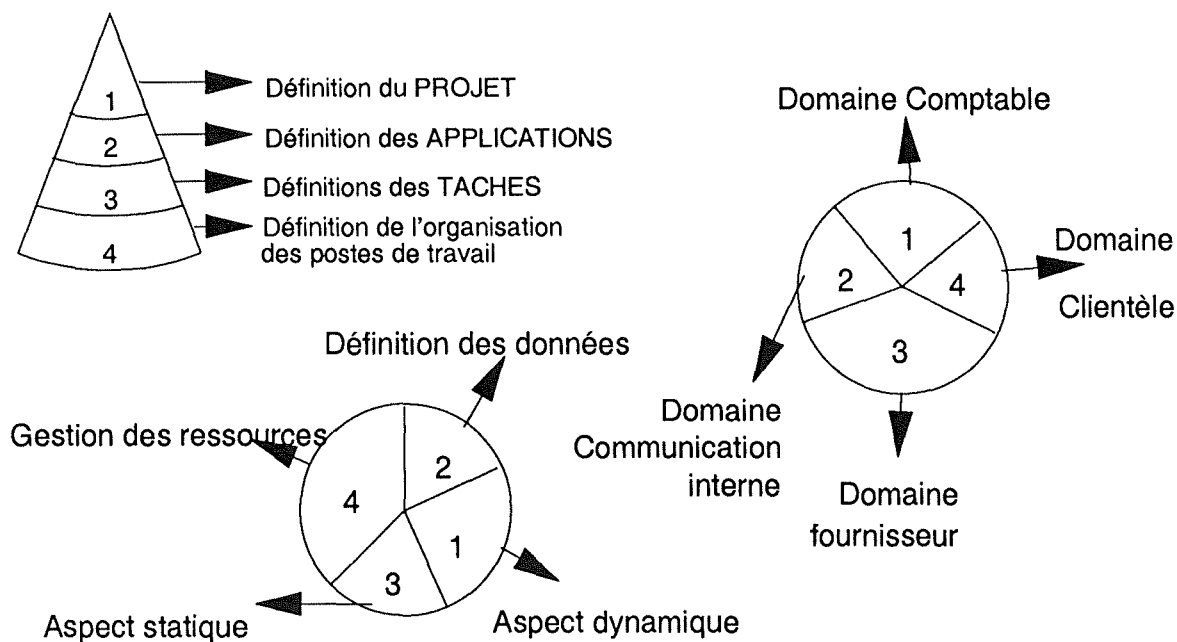 1
Définition du PROJET
2
Définition des APPLICATIONS
3
Définitions des TACHES
4
Définition de l'organisation
des postes de travail
Domaine Comptable
1
2
4
3
Domaine
Clientèle
Domaine
Communication
interne
Domaine
fournisseur
Définition des données
Gestion des ressources
2
4
1
3
Aspect statique
Aspect dynamique